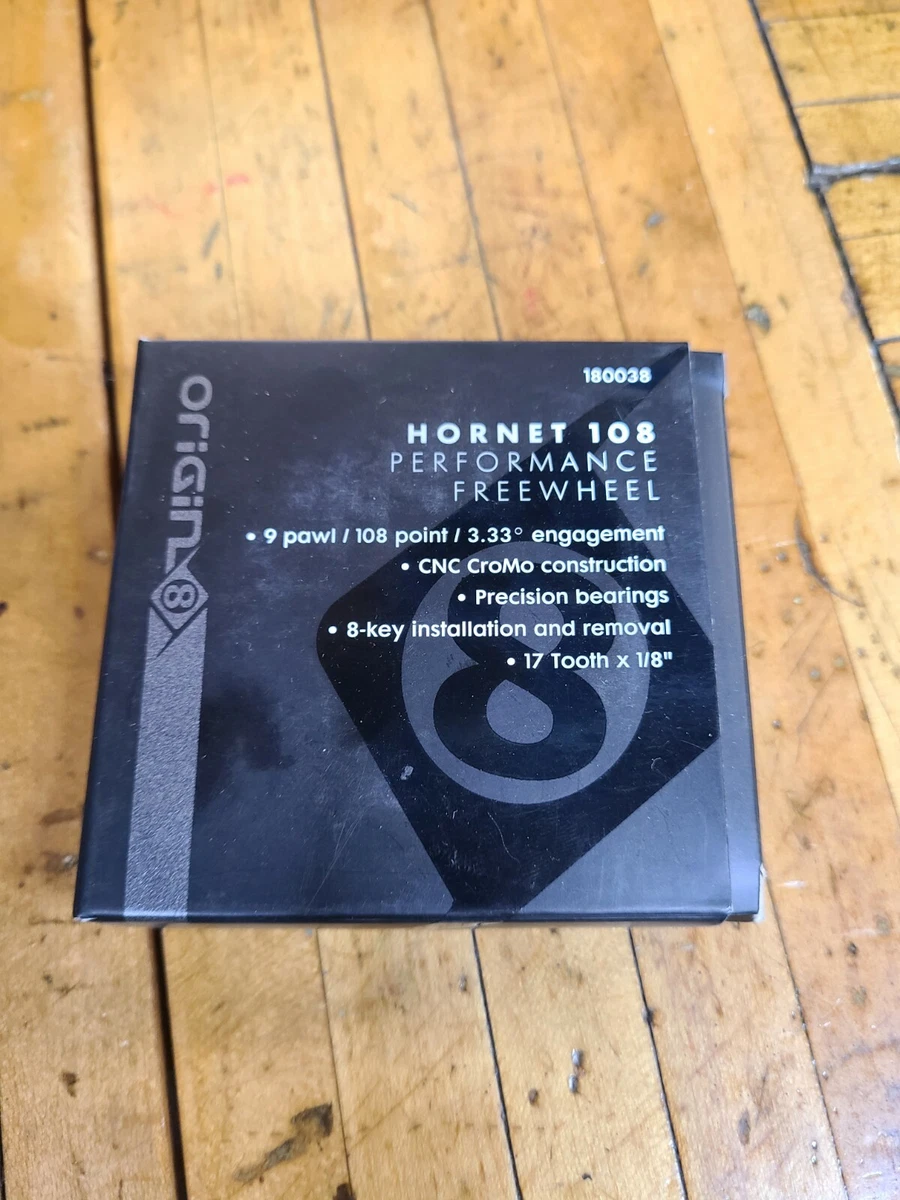 180038
HORNET 108
PERFORMANCE
FREEWHEEL
• 9 pawl / 108 point / 3.33° engagement
• CNC CroMo construction
• Precision bearings
• 8-key installation and removal
• 17 Tooth x 1/8"
ORIGIN8
8